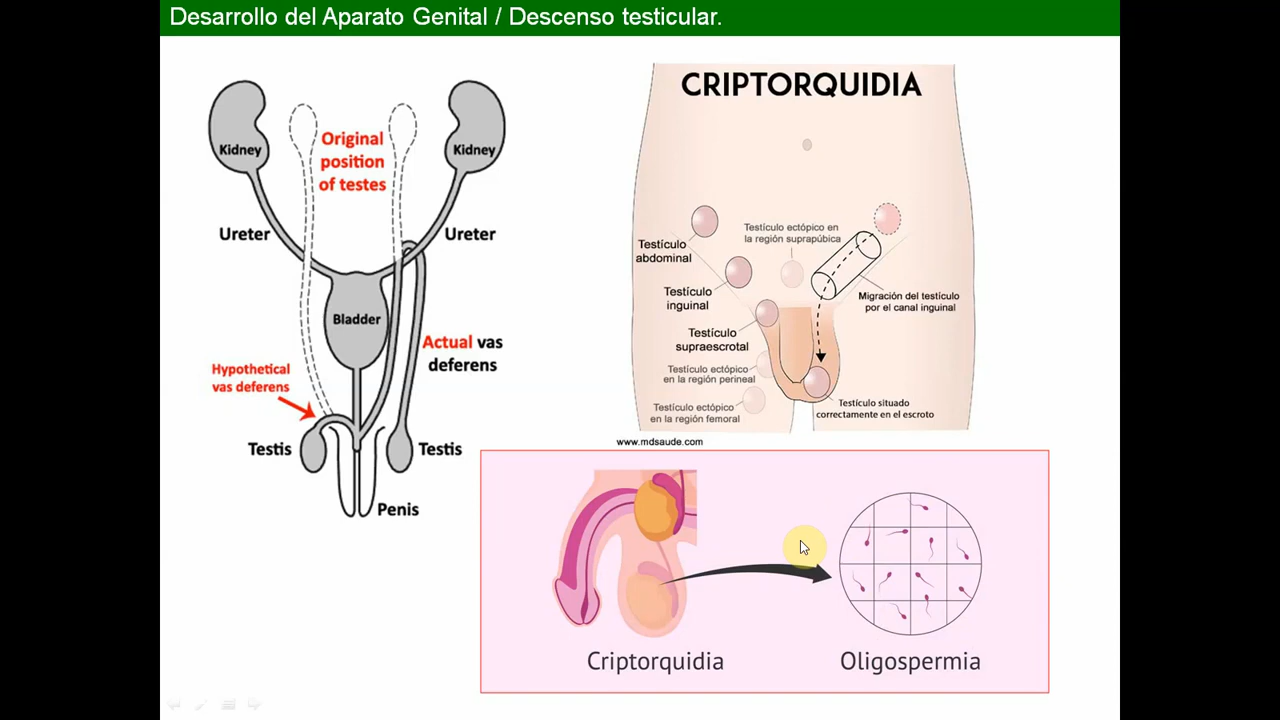 Desarrollo del Aparato Genital / Descenso testicular.
Kidney
Original
position
of testes
Kidney
Ureter
Ureter
Bladder
Actual vas
deferens
Hypothetical
vas deferens
Testis
Testis
Penis
CRIPTORQUIDIA
Testículo
abdominal
Testículo ectópico en
la región suprapúbica
Testículo
inguinal
Migración del testículo
por el canal inguinal
Testículo
supraescrotal
Testículo ectópico
en la región perineal
Testículo ectópico
en la región femoral
Testículo situado
correctamente en el escroto
www.mdsaude.com
Criptorquidia
Oligospermia